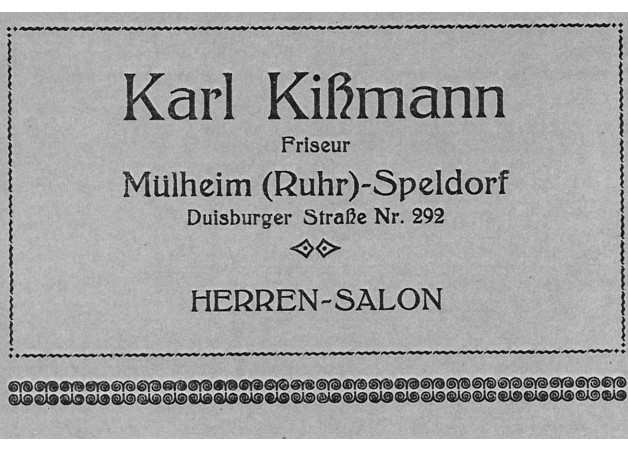 Karl Kißmann
Friseur
Mülheim (Ruhr)-Speldorf
Duisburger Straße Nr. 292
HERREN-SALON